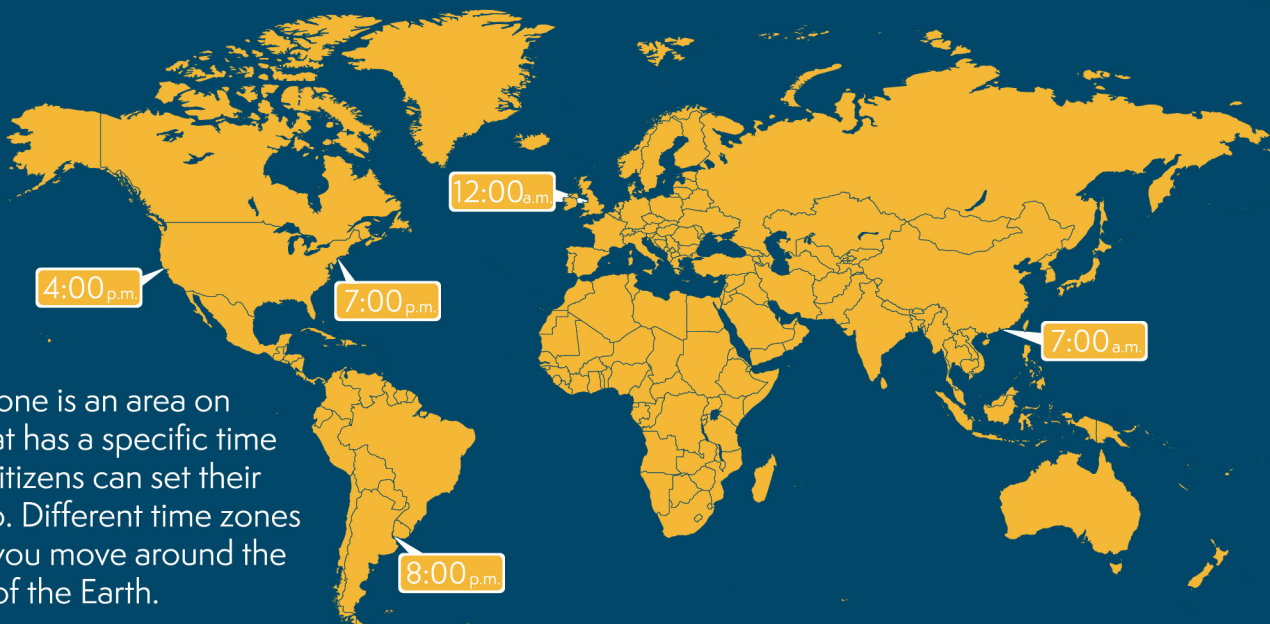 12:00a.m.
4:00p.m.
7:00p.m.
7:00a.m.
one is an area on
at has a specific time
itizens can set their
o. Different time zones
you move around the
of the Earth.
8:00p.m.